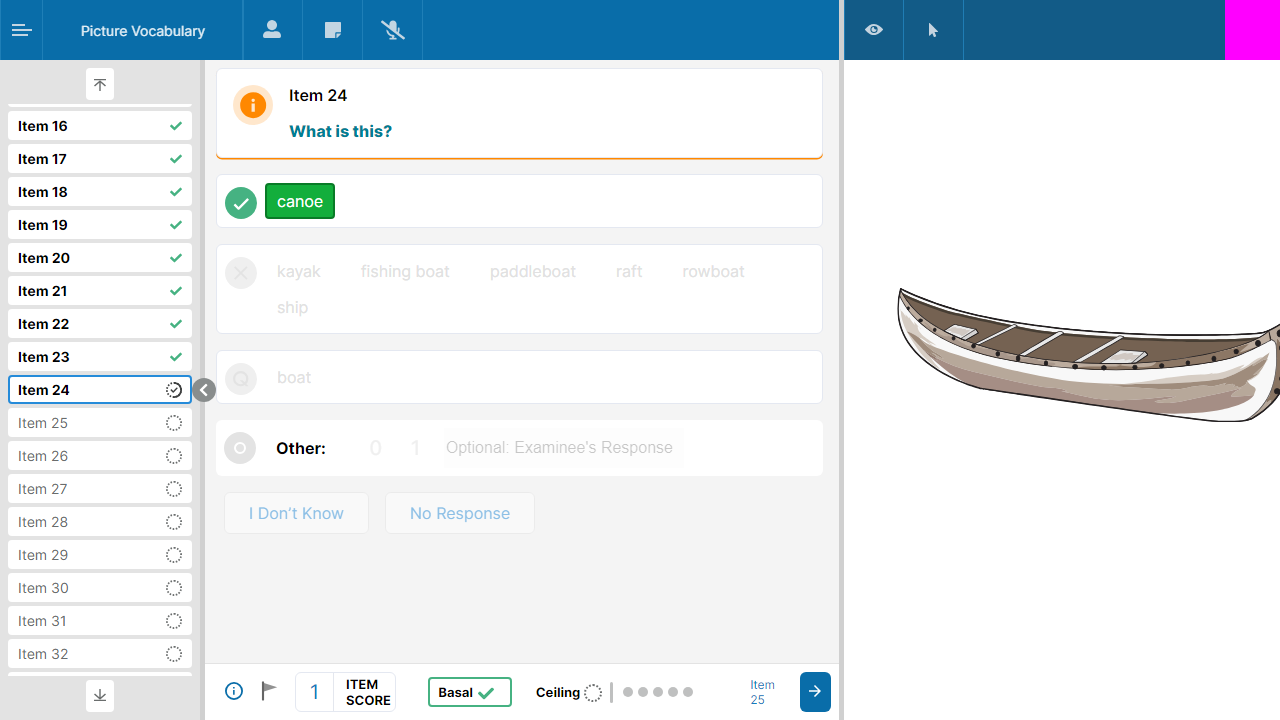 Picture Vocabulary
Item 16
Item 17
Item 18
Item 19
Item 20
Item 21
Item 22
Item 23
Item 24
Item 25
Item 26
Item 27
Item 28
Item 29
Item 30
Item 31
Item 32
Item 24
What is this?
canoe
kayak fishing boat paddleboat raft rowboat
ship
Q boat
Other: 0 1 Optional: Examinee's Response
I Don't Know No Response
1 ITEM SCORE Basal Ceiling Item 25